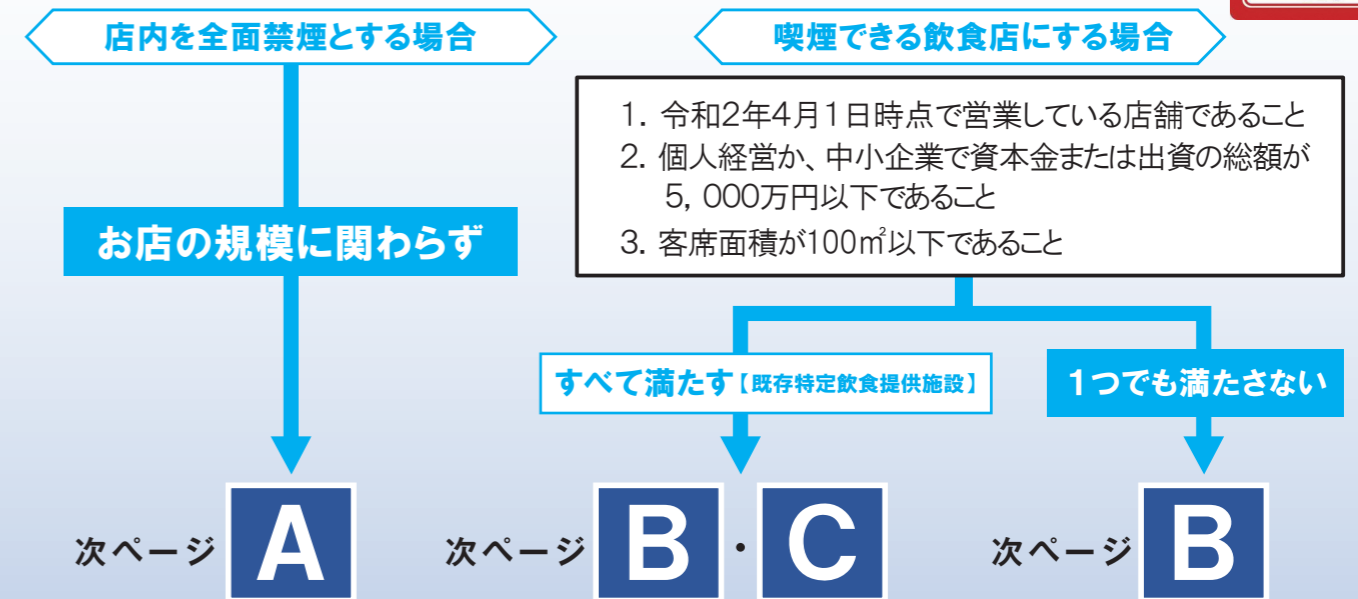 店内を全面禁煙とする場合
喫煙できる飲食店にする場合
1. 令和2年4月1日時点で営業している店舗であること
2. 個人経営か、中小企業で資本金または出資の総額が
5,000万円以下であること
3. 客席面積が100㎡以下であること
お店の規模に関わらず
すべて満たす【既存特定飲食提供施設】
1つでも満たさない
次ページ A
次ページ B・C
次ページ B